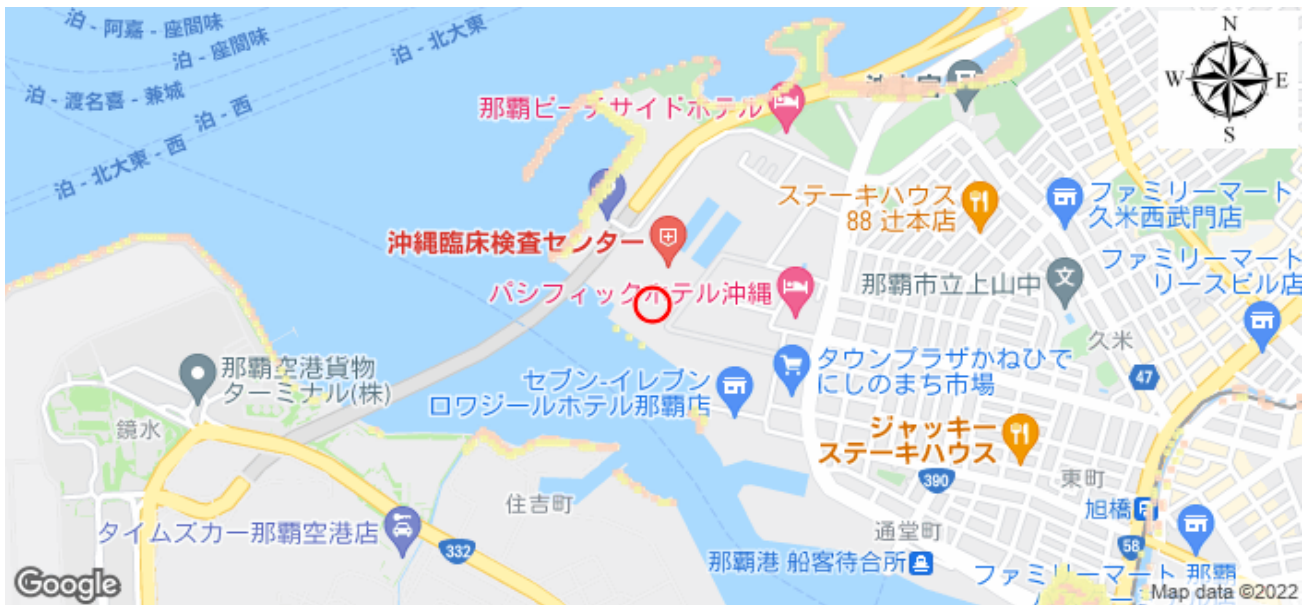 泊 - 阿嘉 - 座間味
泊 - 座間味
泊 - 北大東
泊 - 渡名喜 - 兼城
泊 - 西
泊 - 北大東 - 西
N
W
E
S
那覇ビーチサイドホテル
ステーキハウス
88 辻本店
ファミリーマート
久米西武門店
沖縄臨床検査センター
パシフィックホテル沖縄
那覇市立上山中
ファミリーマート
リースビル店
久米
那覇空港貨物
ターミナル(株)
セブン-イレブン
ロワジールホテル那覇店
タウンプラザかねひで
にしのまち市場
47
鏡水
ジャッキー
ステーキハウス
390
東町
住吉町
旭橋
タイムズカー那覇空港店
332
通堂町
58
那覇港 船客待合所
ファミリーマート 那覇
Google
Map data ©2022